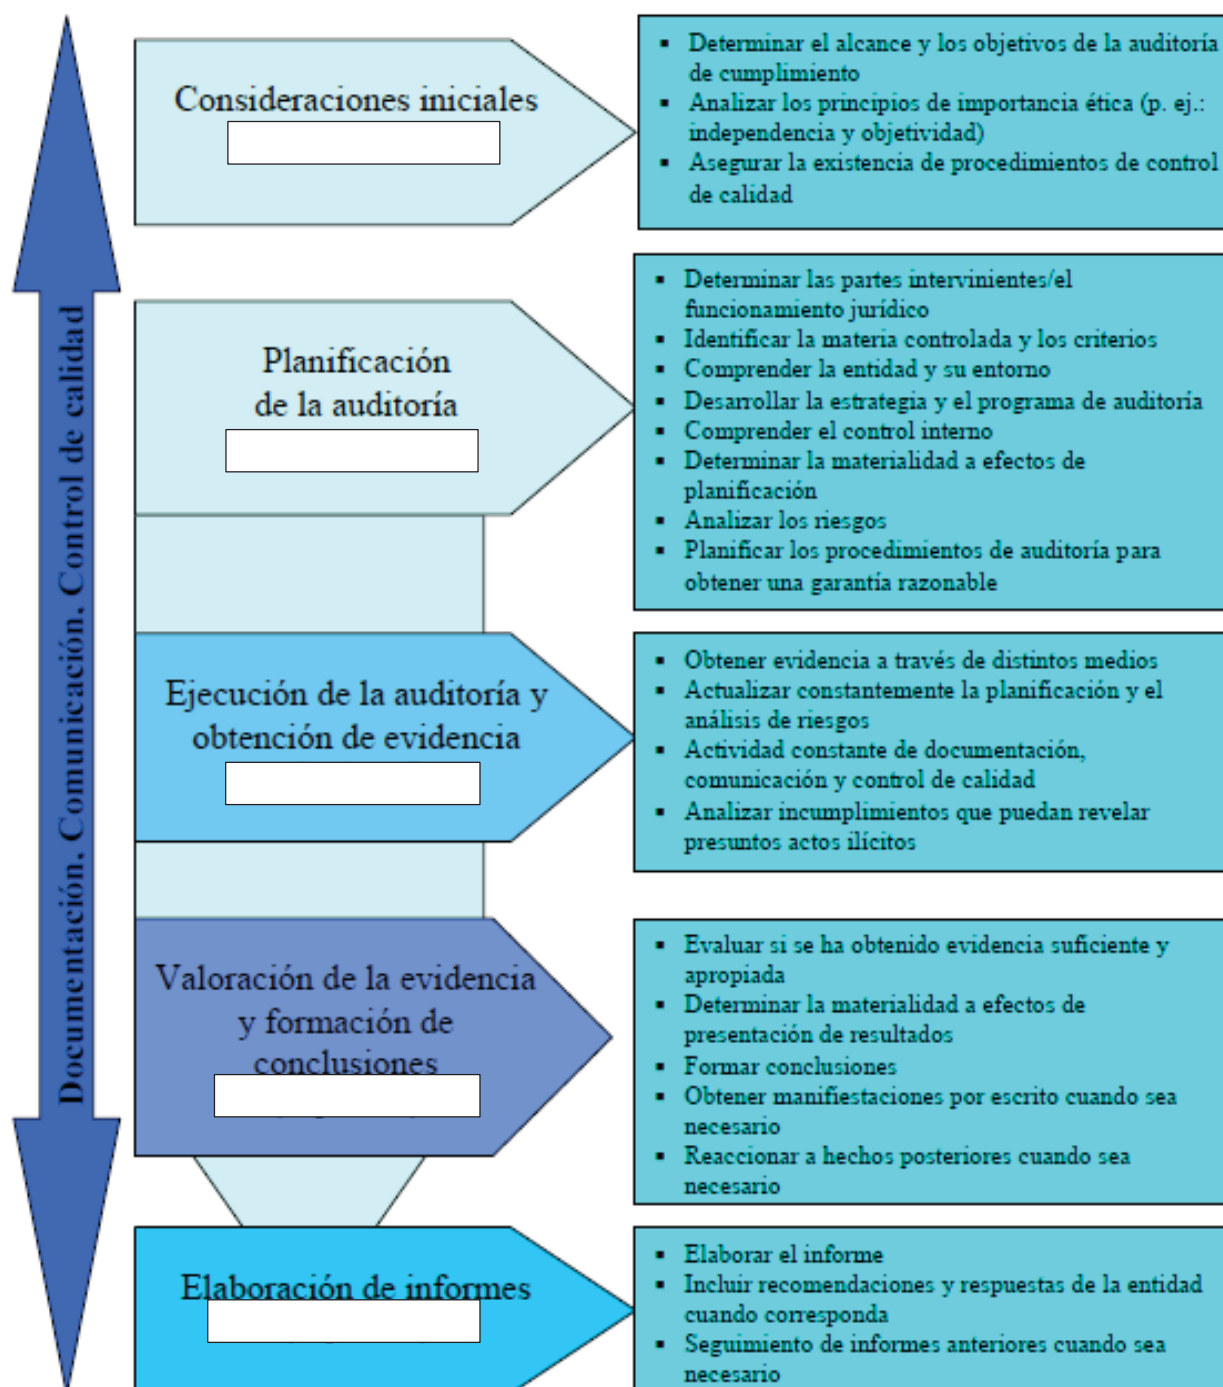 Documentación, Comunicación, Control de calidad
Consideraciones iniciales
▪ Determinar el alcance y los objetivos de la auditoría
de cumplimiento
▪ Analizar los principios de importancia ética (p. ej.:
independencia y objetividad)
▪ Asegurar la existencia de procedimientos de control
de calidad
Planificación
de la auditoría
▪ Determinar las partes intervinientes/el
funcionamiento jurídico
▪ Identificar la materia controlada y los criterios
▪ Comprender la entidad y su entorno
▪ Desarrollar la estrategia y el programa de auditoría
▪ Comprender el control interno
▪ Determinar la materialidad a efectos de
planificación
▪ Analizar los riesgos
▪ Planificar los procedimientos de auditoría para
obtener una garantía razonable
Ejecución de la auditoría y
obtención de evidencia
▪ Obtener evidencia a través de distintos medios
▪ Actualizar constantemente la planificación y el
análisis de riesgos
▪ Actividad constante de documentación,
comunicación y control de calidad
▪ Analizar incumplimientos que puedan revelar
presuntos actos ilícitos
Valoración de la evidencia
y formación de
conclusiones
▪ Evaluar si se ha obtenido evidencia suficiente y
apropiada
▪ Determinar la materialidad a efectos de
presentación de resultados
▪ Formar conclusiones
▪ Obtener manifiestaciones por escrito cuando sea
necesario
▪ Reaccionar a hechos posteriores cuando sea
necesario
Elaboración de informes
▪ Elaborar el informe
▪ Incluir recomendaciones y respuestas de la entidad
cuando corresponda
▪ Seguimiento de informes anteriores cuando sea
necesario